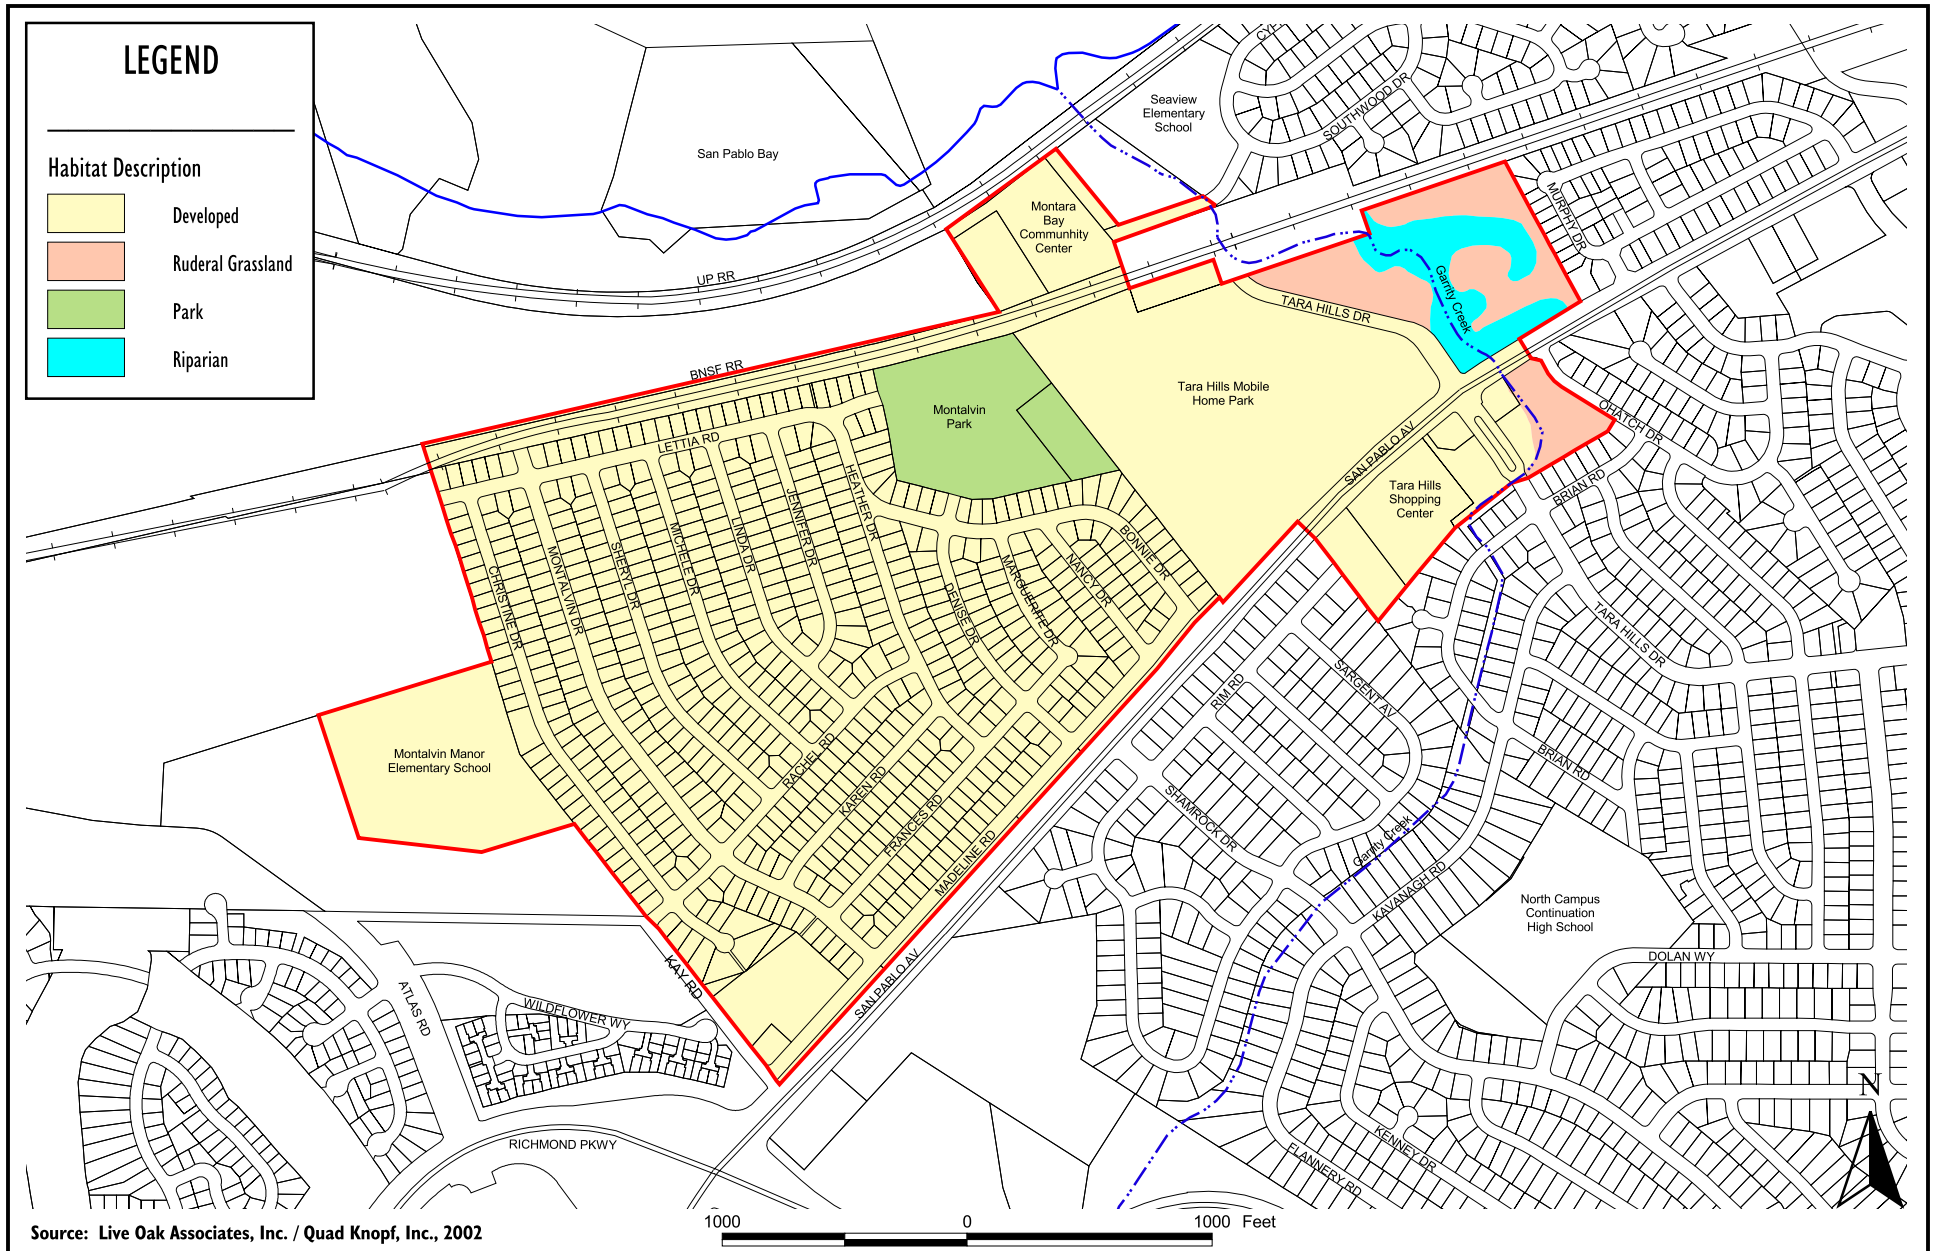 LEGEND
Habitat Description
Developed
Ruderal Grassland
Park
Riparian
San Pablo Bay
Seaview
Elementary
School
SOUTHWOOD DR
MURPHY DR
Montara
Bay
Communhity
Center
UP RR
BNSF RR
TARA HILLS DR
Garrity Creek
Tara Hills Mobile
Home Park
Montalvin
Park
LETTIA RD
HEATHER DR
JENNIFER DR
LINDA DR
MICHELE DR
SHERYL DR
MONTALVIN DR
CHRISTINE DR
DENISE DR
MARGUERITE DR
NANCY DR
BONNIE DR
SAN PABLO AV
Tara Hills
Shopping
Center
OHATCH DR
BRIAN RD
TARA HILLS DR
SARGENT AV
RIM RD
BRIAN RD
Montalvin Manor
Elementary School
RACHEL RD
KAREN RD
FRANCES RD
MADELINE RD
SHAMROCK DR
Garrity Creek
KAVANAGH RD
North Campus
Continuation
High School
DOLAN WY
KAY RD
SAN PABLO AV
ATLAS RD
WILDFLOWER WY
RICHMOND PKWY
KENNEY DR
FLANNERY RD
N
1000 0 1000 Feet
Source: Live Oak Associates, Inc. / Quad Knopf, Inc., 2002